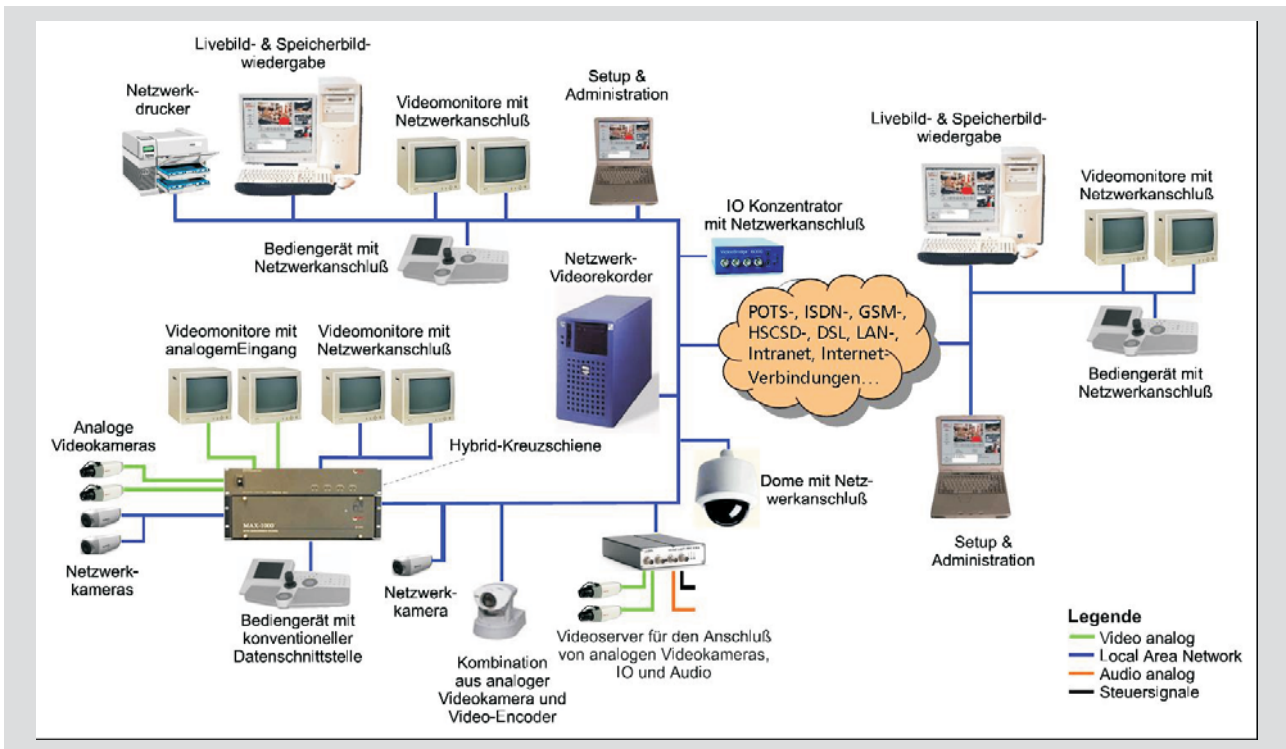 Livebild- & Speicherbild-
wiedergabe
Netzwerk-
drucker
Videomonitore mit
Netzwerkanschluß
Setup &
Administration
Livebild- & Speicherbild-
wiedergabe
Videomonitore mit
Netzwerkanschluß
IO Konzentrator
mit Netzwerkanschluß
Bediengerät mit
Netzwerkanschluß
Netzwerk-
Videorekorder
POTS-, ISDN-, GSM-,
HSCSD-, DSL, LAN-,
Intranet, Internet-
Verbindungen...
Videomonitore mit
analogemEingang
Videomonitore mit
Netzwerkanschluß
Bediengerät mit
Netzwerkanschluß
Analoge
Videokameras
Hybrid-Kreuzschiene
MAX-1000
Dome mit Netz-
werkanschluß
Netzwerk-
kameras
Bediengerät mit
konventioneller
Datenschnittstelle
Netzwerk-
kamera
Kombination
aus analoger
Videokamera und
Video-Encoder
Videoserver für den Anschluß
von analogen Videokameras,
IO und Audio
Setup &
Administration
Legende
Video analog
Local Area Network
Audio analog
Steuersignale